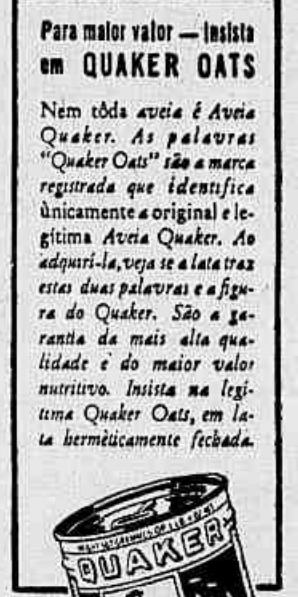 Para maior valor — Insista
em QUAKER OATS
Nem tôda aveia é Aveia
Quaker. As palavras
"Quaker Oats" são a marca
registrada que identifica
ùnicamente a original e le-
gítima Aveia Quaker. Ao
adquirí-la, veja se a lata traz
estas duas palavras e a figu-
ra do Quaker. São a ga-
rantia da mais alta qua-
lidade e do maior valor
nutritivo. Insista na legí-
tima Quaker Oats, em la-
ta hermèticamente fechada.
QUAKER